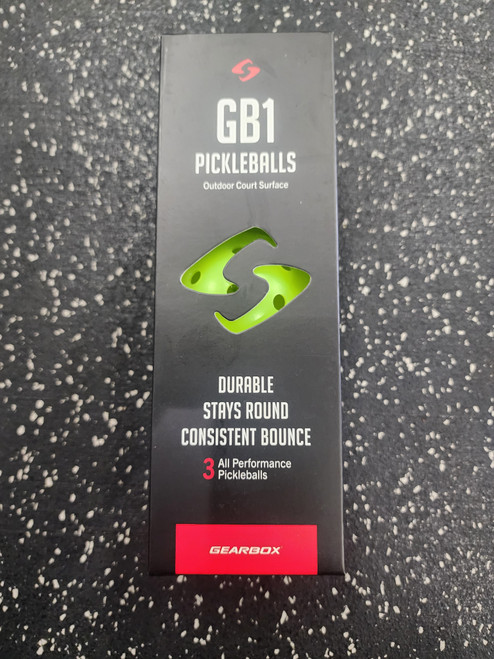 GB1
PICKLEBALLS
Outdoor Court Surface
DURABLE
STAYS ROUND
CONSISTENT BOUNCE
3 All Performance
Pickleballs
GEARBOX